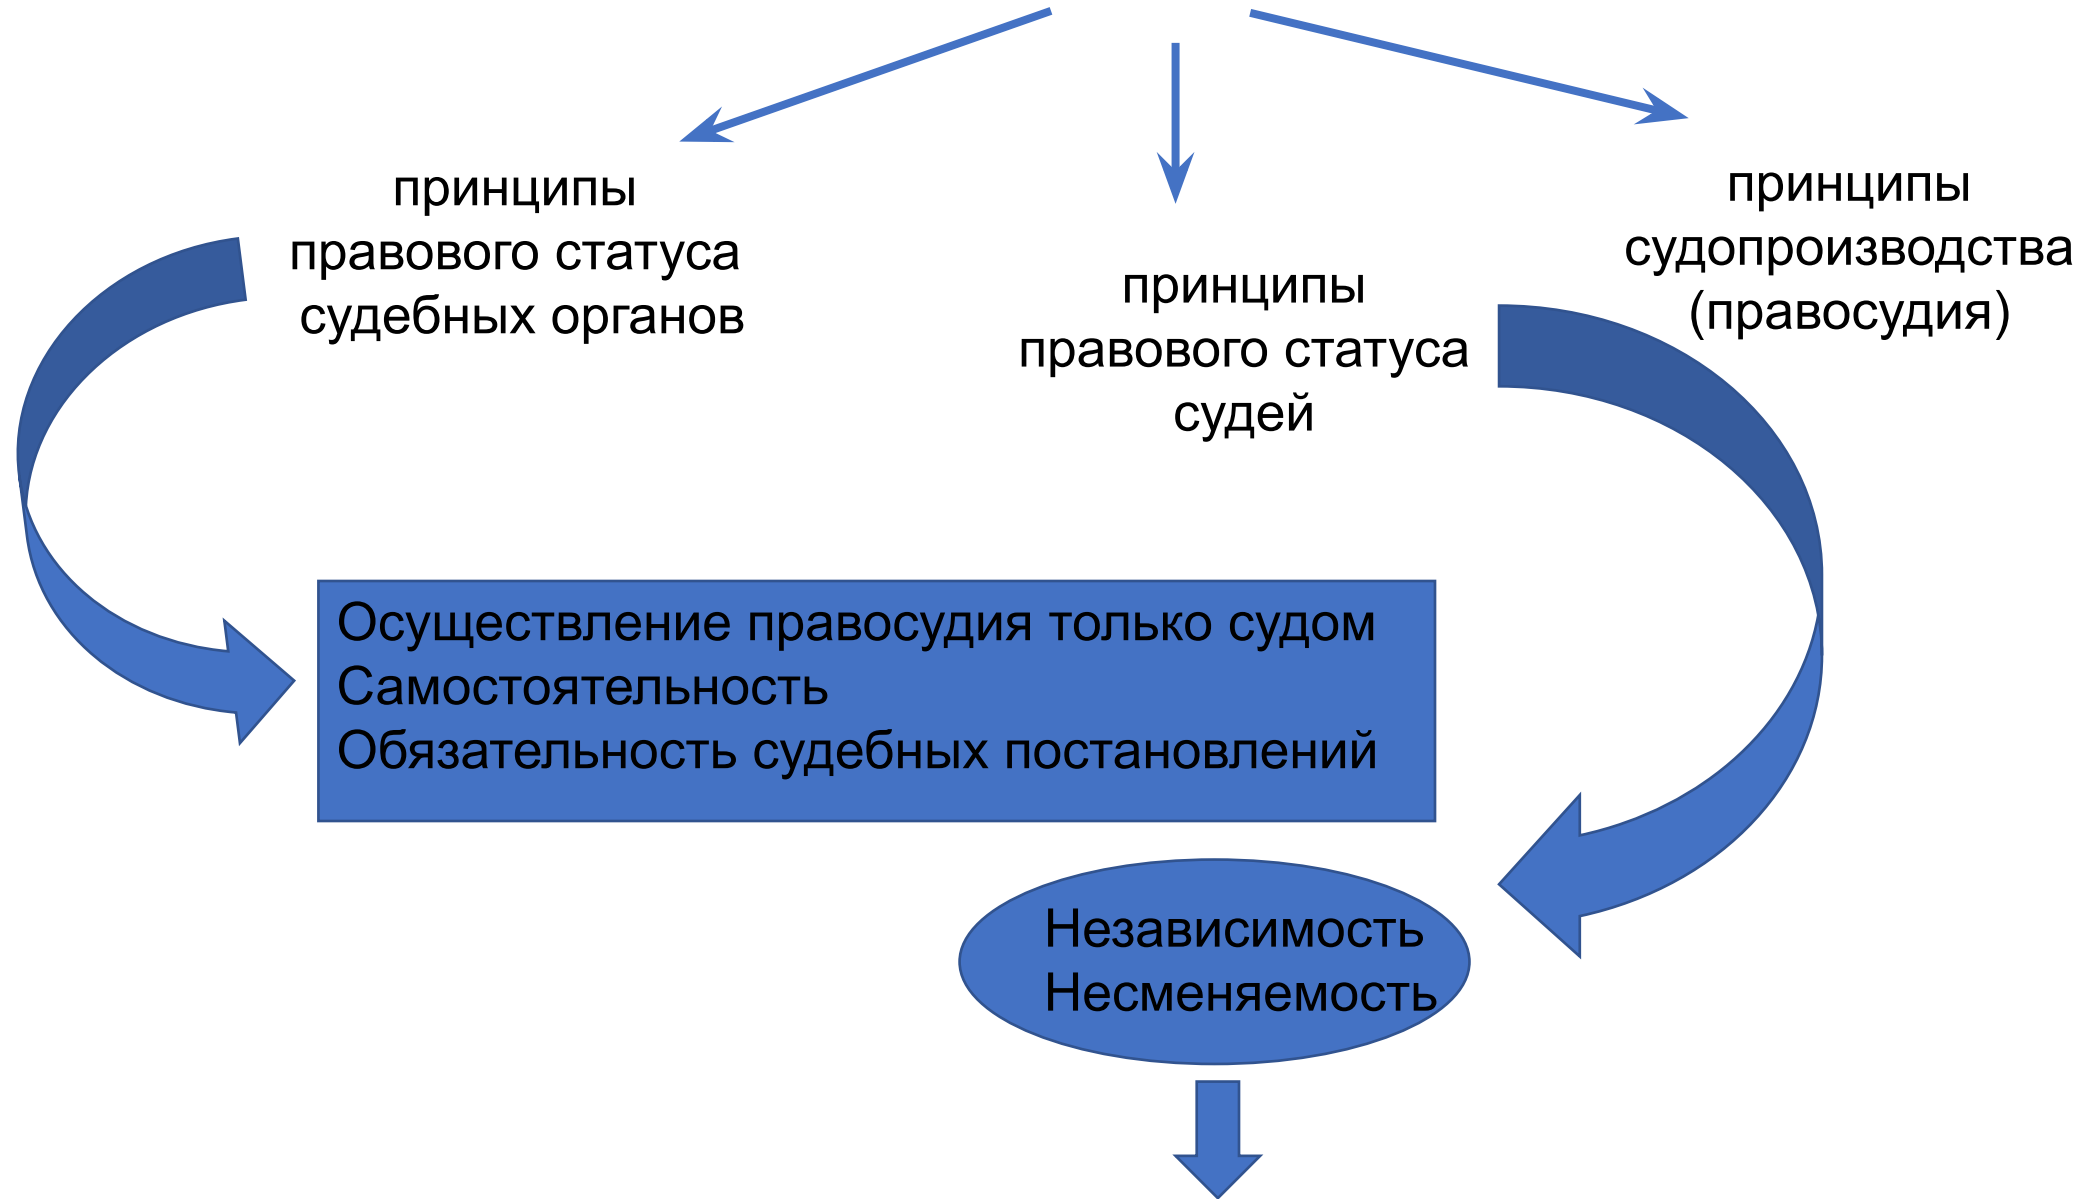 принципы
правового статуса
судебных органов
принципы
правового статуса
судей
принципы
судопроизводства
(правосудия)
Осуществление правосудия только судом
Самостоятельность
Обязательность судебных постановлений
Независимость
Несменяемость